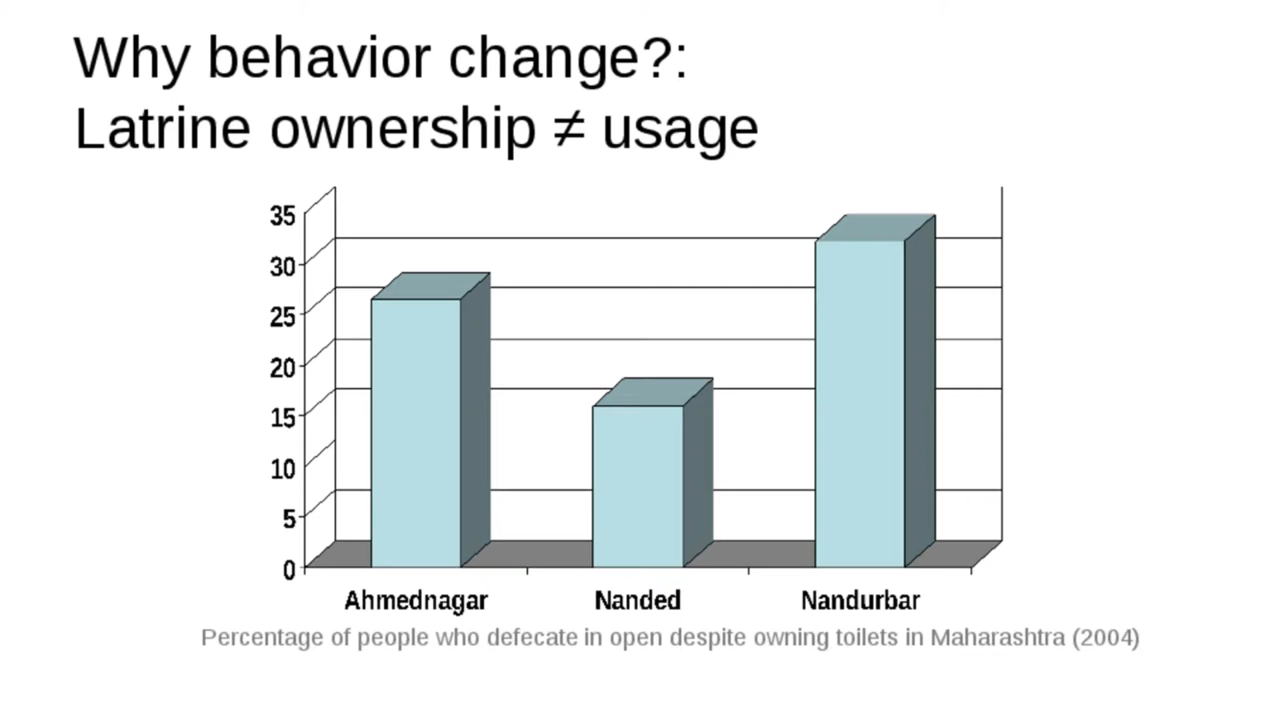 Why behavior change?:
Latrine ownership ≠ usage
35
30
25
20
15
10
5
0
Ahmednagar Nanded Nandurbar
Percentage of people who defecate in open despite owning toilets in Maharashtra (2004)